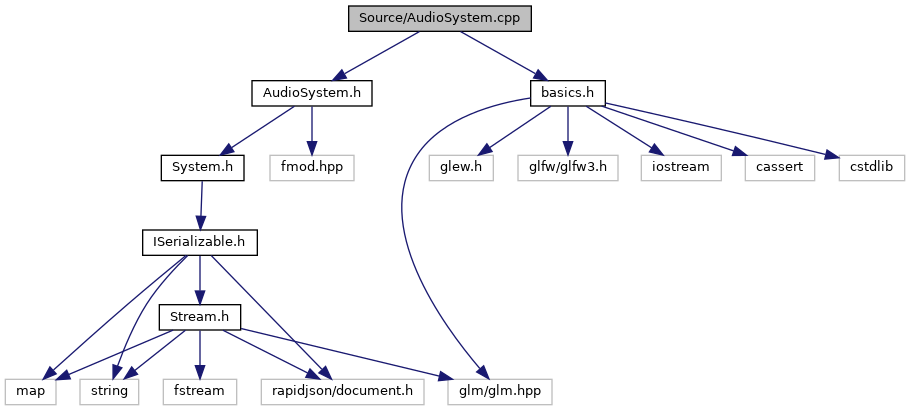 Source/AudioSystem.cpp
AudioSystem.h
basics.h
System.h
fmod.hpp
glew.h
glfw/glfw3.h
iostream
cassert
cstdlib
ISerializable.h
Stream.h
map
string
fstream
rapidjson/document.h
glm/glm.hpp